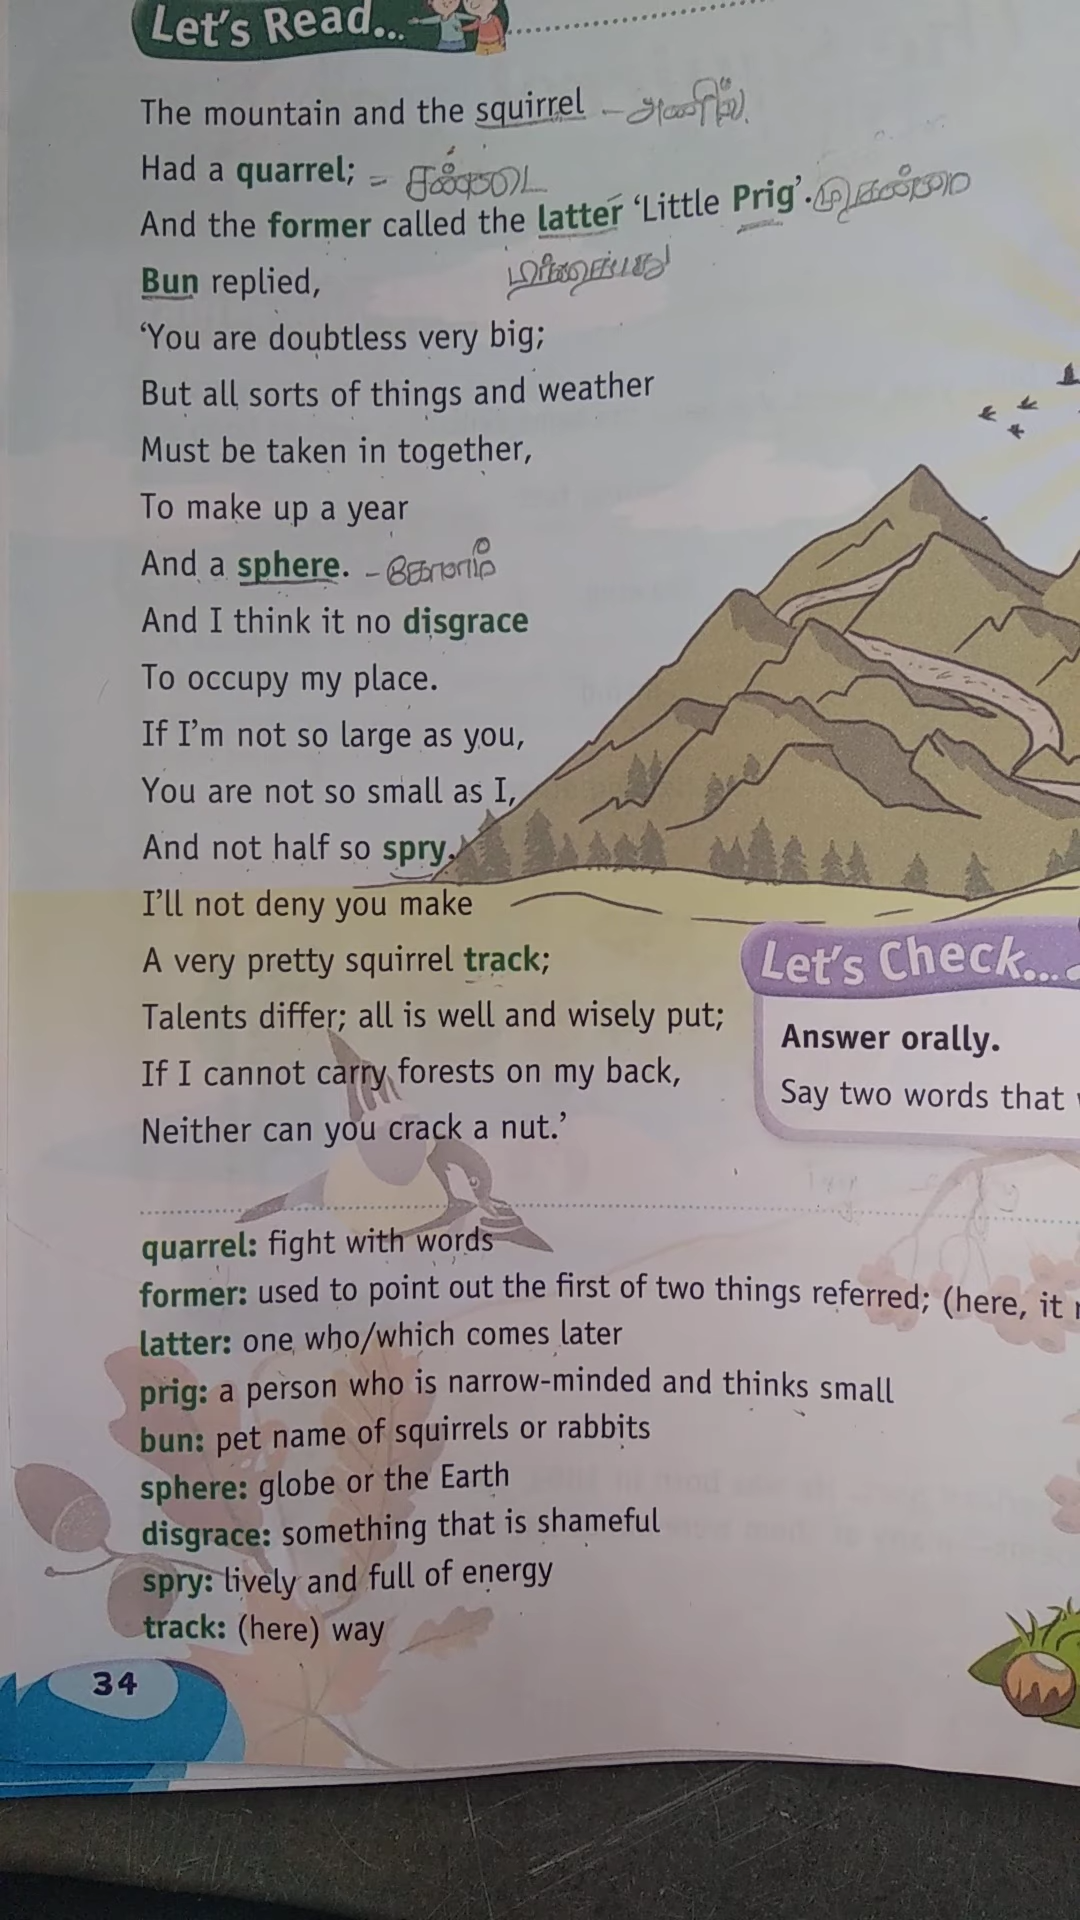 Let's Read...
The mountain and the squirrel - அணில்.
Had a quarrel; = சண்டை
And the former called the latter 'Little Prig'.
Bun replied,
'You are doubtless very big;
But all sorts of things and weather
Must be taken in together,
To make up a year
And a sphere. - கோளம்
And I think it no disgrace
To occupy my place.
If I'm not so large as you,
You are not so small as I,
And not half so spry.
I'll not deny you make
A very pretty squirrel track;
Talents differ; all is well and wisely put;
If I cannot carry forests on my back,
Neither can you crack a nut.'
Let's Check...
Answer orally.
Say two words that
quarrel: fight with words
former: used to point out the first of two things referred; (here, it
latter: one who/which comes later
prig: a person who is narrow-minded and thinks small
bun: pet name of squirrels or rabbits
sphere: globe or the Earth
disgrace: something that is shameful
spry: lively and full of energy
track: (here) way
34